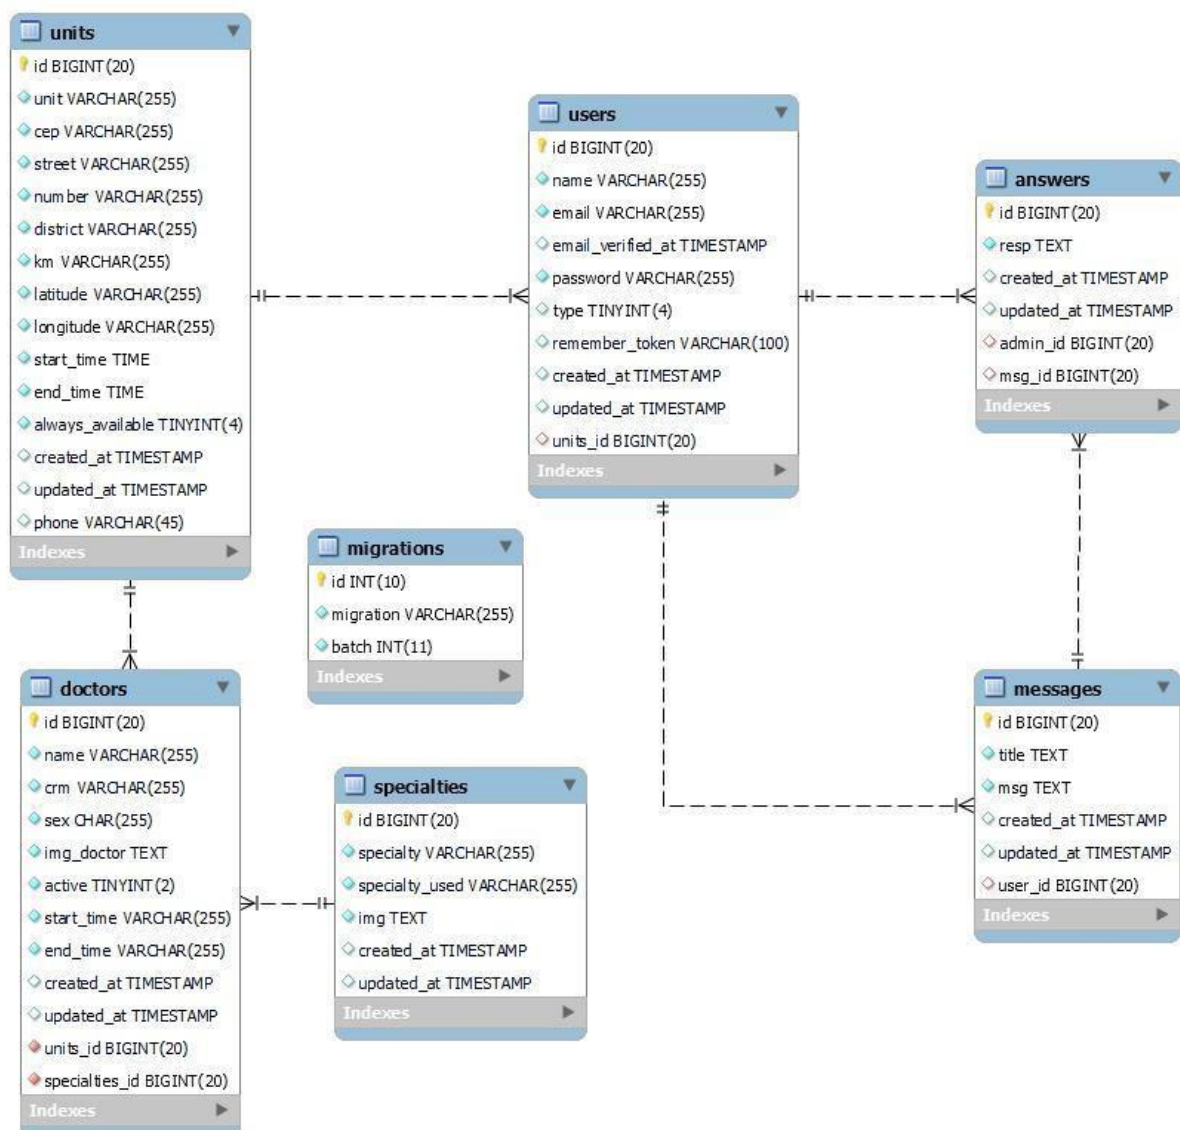 units
id BIGINT(20)
unit VARCHAR(255)
cep VARCHAR(255)
street VARCHAR(255)
number VARCHAR(255)
district VARCHAR(255)
km VARCHAR(255)
latitude VARCHAR(255)
longitude VARCHAR(255)
start_time TIME
end_time TIME
always_available TINYINT(4)
created_at TIMESTAMP
updated_at TIMESTAMP
phone VARCHAR(45)
Indexes
users
id BIGINT(20)
name VARCHAR(255)
email VARCHAR(255)
email_verified_at TIMESTAMP
password VARCHAR(255)
type TINYINT(4)
remember_token VARCHAR(100)
created_at TIMESTAMP
updated_at TIMESTAMP
units_id BIGINT(20)
Indexes
answers
id BIGINT(20)
resp TEXT
created_at TIMESTAMP
updated_at TIMESTAMP
admin_id BIGINT(20)
msg_id BIGINT(20)
Indexes
migrations
id INT(10)
migration VARCHAR(255)
batch INT(11)
Indexes
doctors
id BIGINT(20)
name VARCHAR(255)
crm VARCHAR(255)
sex CHAR(255)
img_doctor TEXT
active TINYINT(2)
start_time VARCHAR(255)
end_time VARCHAR(255)
created_at TIMESTAMP
updated_at TIMESTAMP
units_id BIGINT(20)
specialties_id BIGINT(20)
Indexes
specialties
id BIGINT(20)
specialty VARCHAR(255)
specialty_used VARCHAR(255)
img TEXT
created_at TIMESTAMP
updated_at TIMESTAMP
Indexes
messages
id BIGINT(20)
title TEXT
msg TEXT
created_at TIMESTAMP
updated_at TIMESTAMP
user_id BIGINT(20)
Indexes